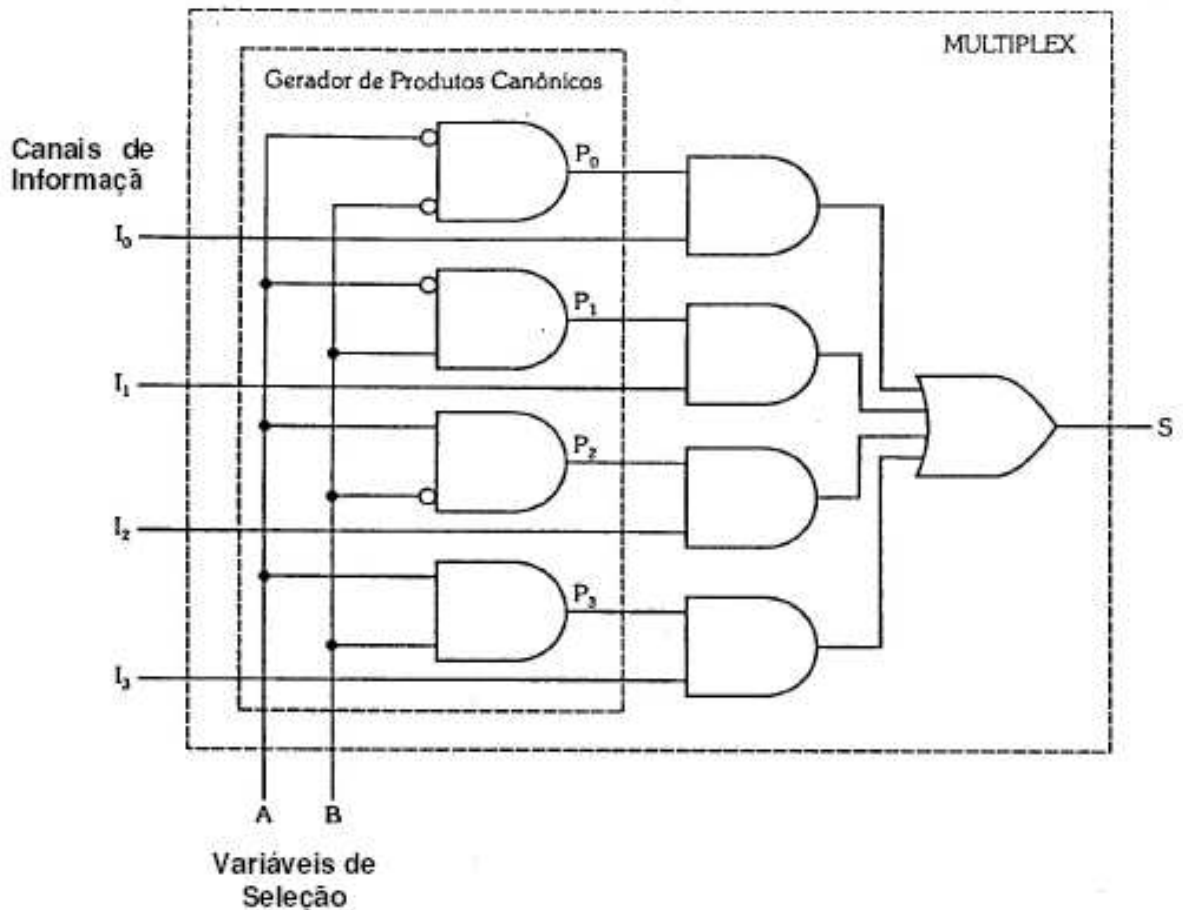 MULTIPLEX
Gerador de Produtos Canônicos
Canais de
Informaçã
P₀
I₀
P₁
I₁
P₂
S
I₂
P₃
I₃
A B
Variáveis de
Seleção